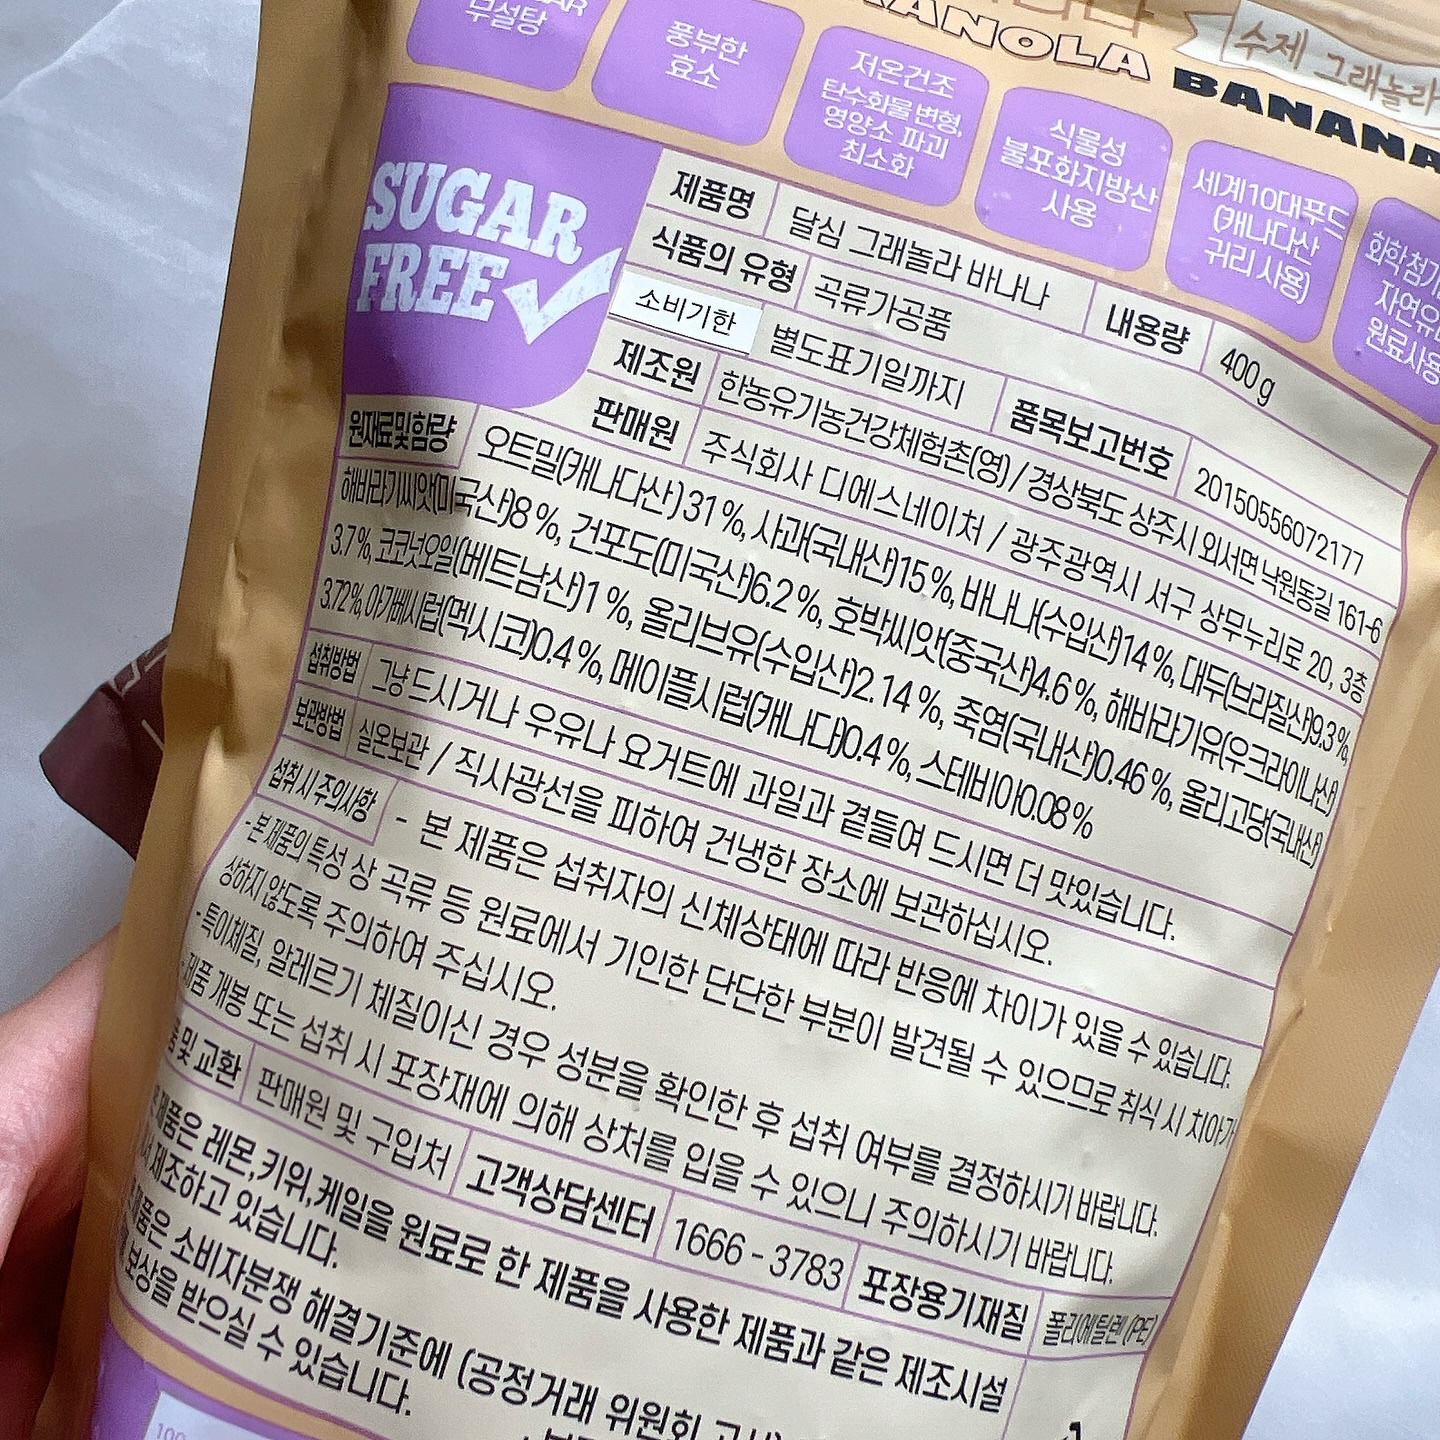 무설탕
풍부한
효소
저온건조
탄수화물 변형,
영양소 파괴
최소화
식물성
불포화지방산
사용
세계10대푸드
(캐나다산
귀리 사용)
자연유
원료사용
BANANA
수제 그래놀라
SUGAR
FREE
제품명 달심 그래놀라 바나나 내용량 400 g
식품의 유형 곡류가공품
소비기한 별도표기일까지 품목보고번호 20150556072177
제조원 한농유기농건강체험촌(영) / 경상북도 상주시 외서면 낙원동길 161-6
판매원 주식회사 디에스네이처 / 광주광역시 서구 상무누리로 20, 3층
원재료및함량 오트밀(캐나다산) 31 %, 사과(국내산)15 %, 바나나(수입산)14 %, 대두(브라질산)9.3 %,
해바라기씨앗(미국산)8 %, 건포도(미국산)6.2 %, 호박씨앗(중국산)4.6 %, 해바라기유(우크라이나산)
3.7 %, 코코넛오일(베트남산)1 %, 올리브유(수입산)2.14 %, 죽염(국내산)0.46 %, 올리고당(국내산)
3.72%, 아가베시럽(멕시코)0.4 %, 메이플시럽(캐나다)0.4 %, 스테비아0.08 %
섭취방법 그냥 드시거나 우유나 요거트에 과일과 곁들여 드시면 더 맛있습니다.
보관방법 실온보관 / 직사광선을 피하여 건냉한 장소에 보관하십시오.
섭취 시 주의사항 - 본 제품은 섭취자의 신체상태에 따라 반응에 차이가 있을 수 있습니다.
- 본 제품의 특성 상 곡류 등 원료에서 기인한 단단한 부분이 발견될 수 있으므로 취식 시 치아가
상하지 않도록 주의하여 주십시오.
- 특이체질, 알레르기 체질이신 경우 성분을 확인한 후 섭취 여부를 결정하시기 바랍니다.
- 제품 개봉 또는 섭취 시 포장재에 의해 상처를 입을 수 있으니 주의하시기 바랍니다.
및 교환 판매원 및 구입처 고객상담센터 1666 - 3783 포장용기재질 폴리에틸렌 (PE)
제품은 레몬,키위,케일을 원료로 한 제품을 사용한 제품과 같은 제조시설
제조하고 있습니다.
제품은 소비자분쟁 해결기준에 (공정거래 위원회
보상을 받으실 수 있습니다.